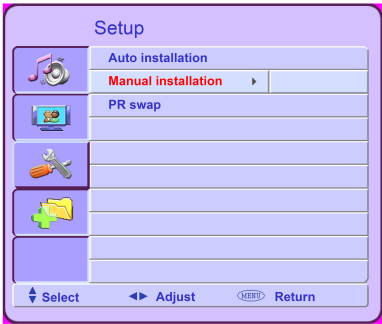 Setup
Auto installation
Manual installation
PR swap
Select Adjust MENU Return